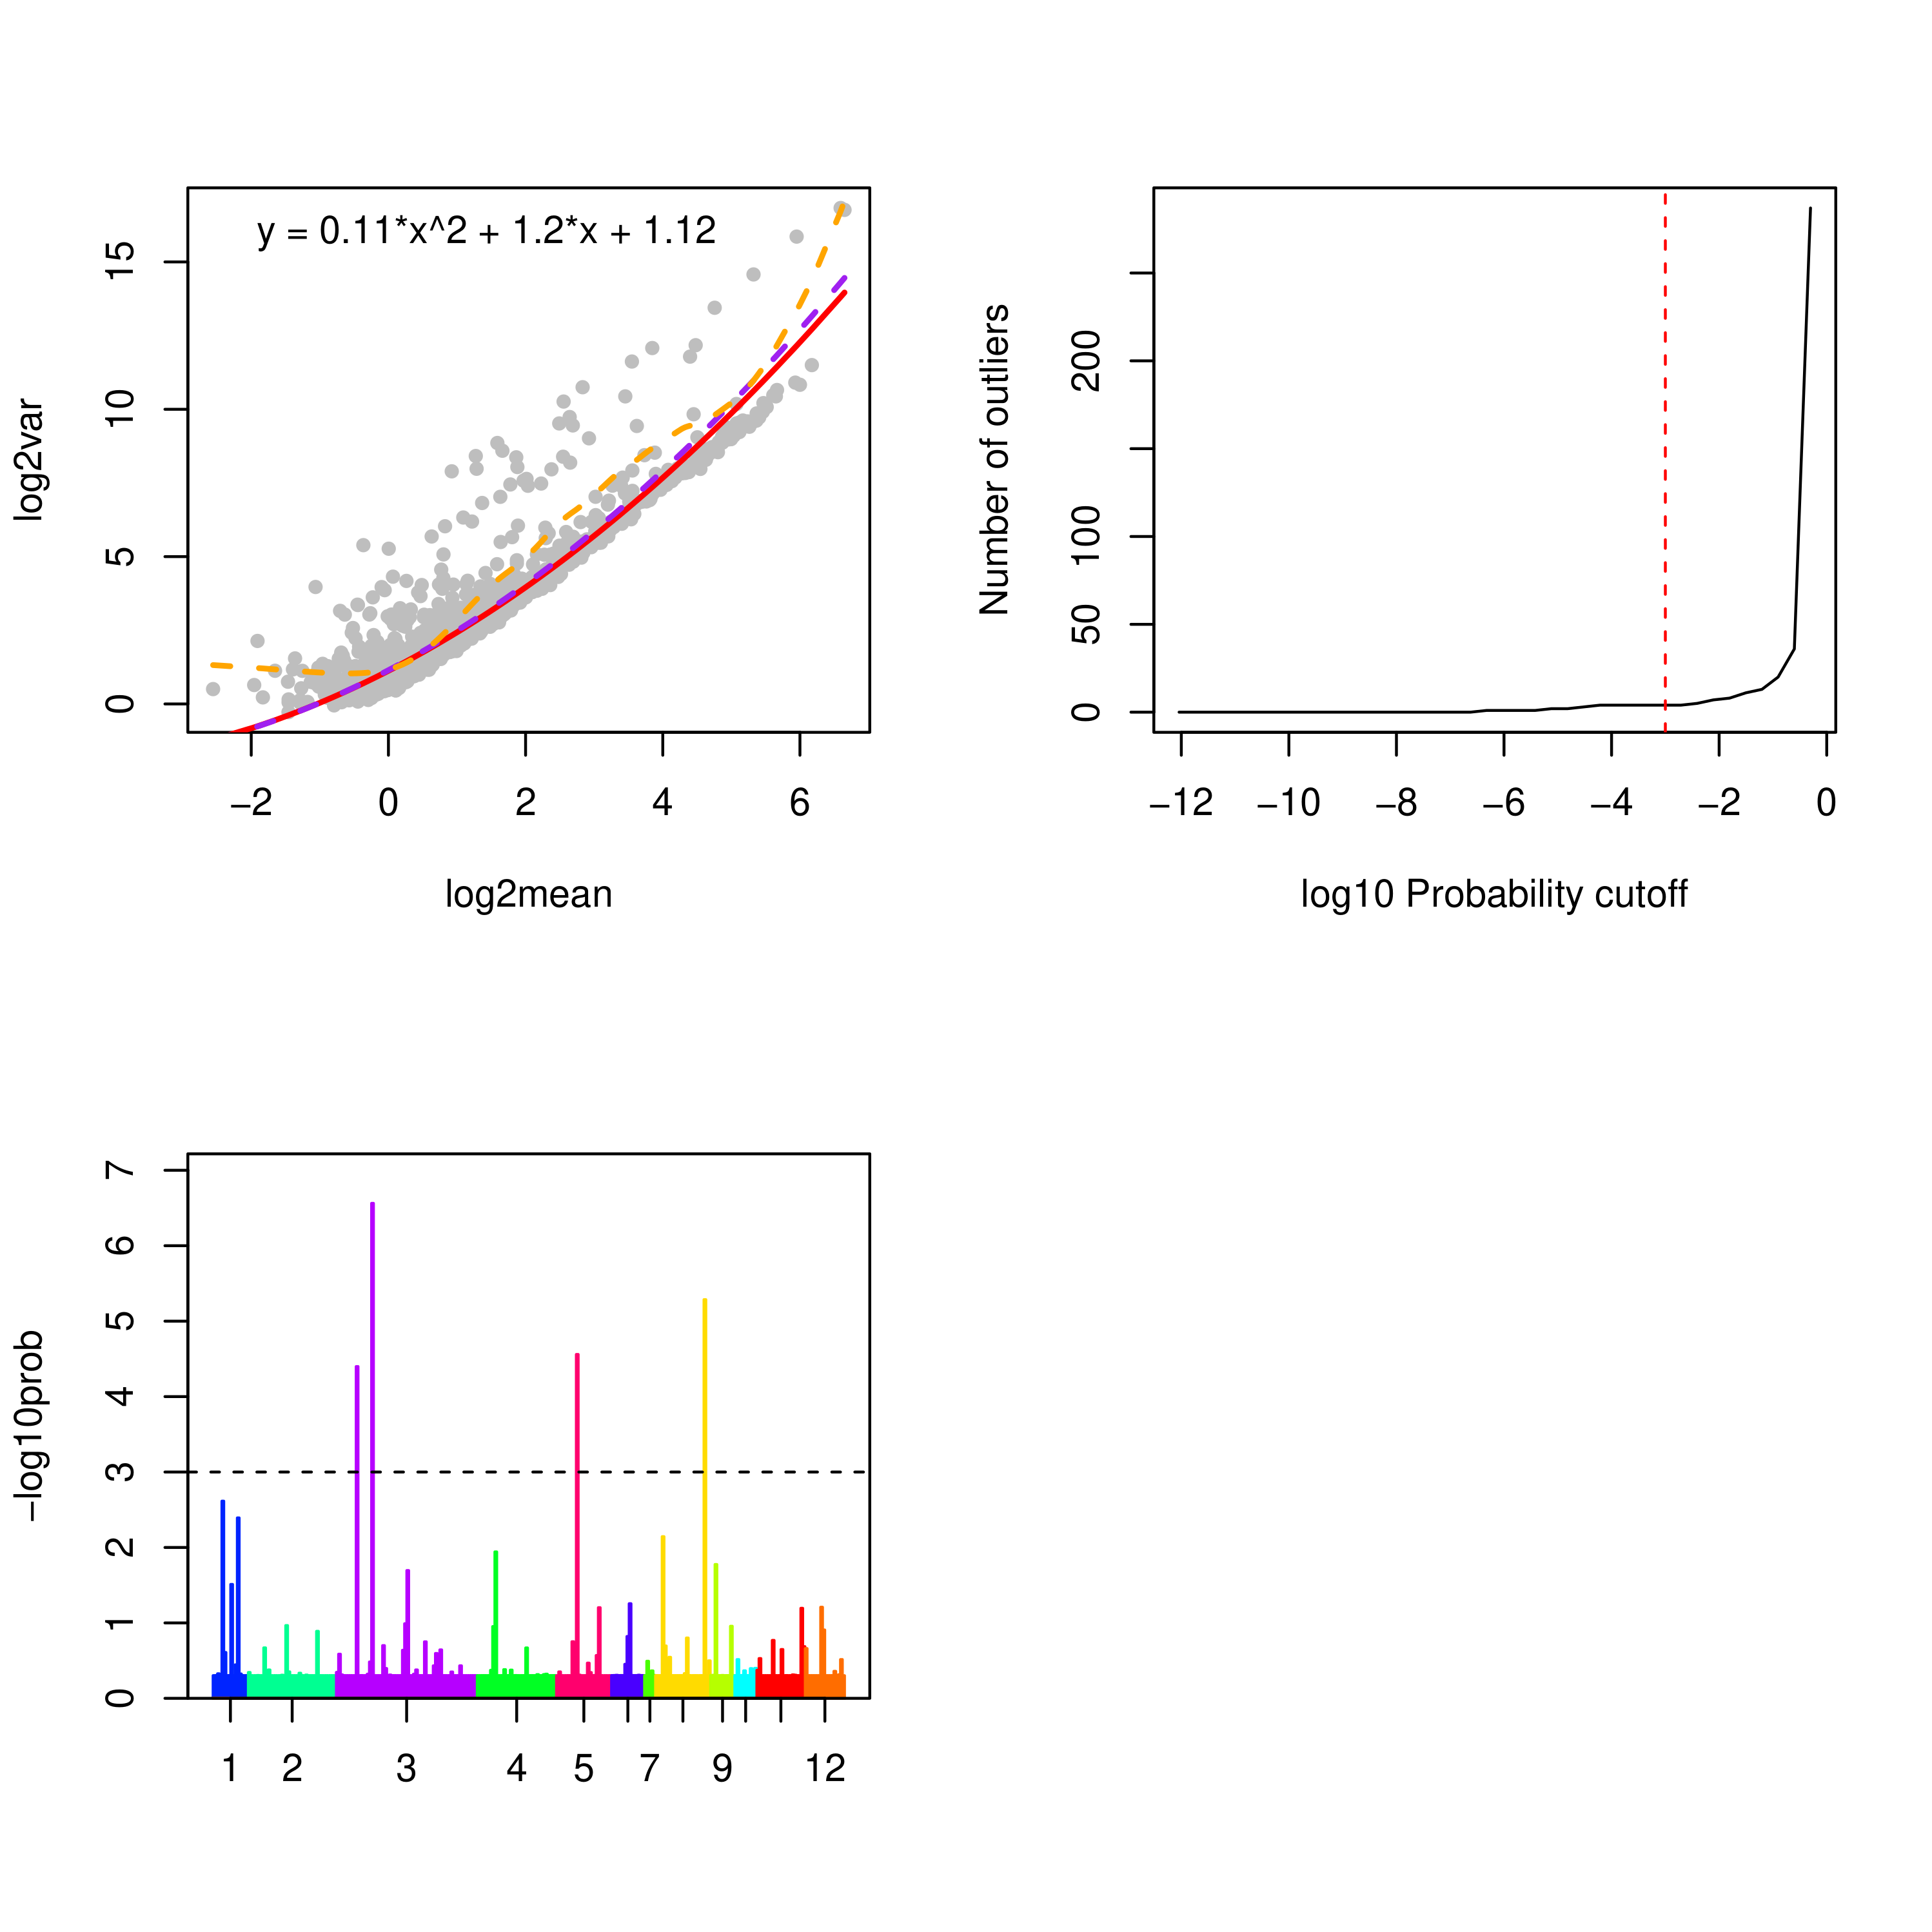 y = 0.11*x^2 + 1.2*x + 1.12
log2var
0 5 10 15
−2 0 2 4 6
log2mean
Number of outliers
0 50 100 200
−12 −10 −8 −6 −4 −2 0
log10 Probability cutoff
−log10prob
0 1 2 3 4 5 6 7
1 2 3 4 5 7 9 12